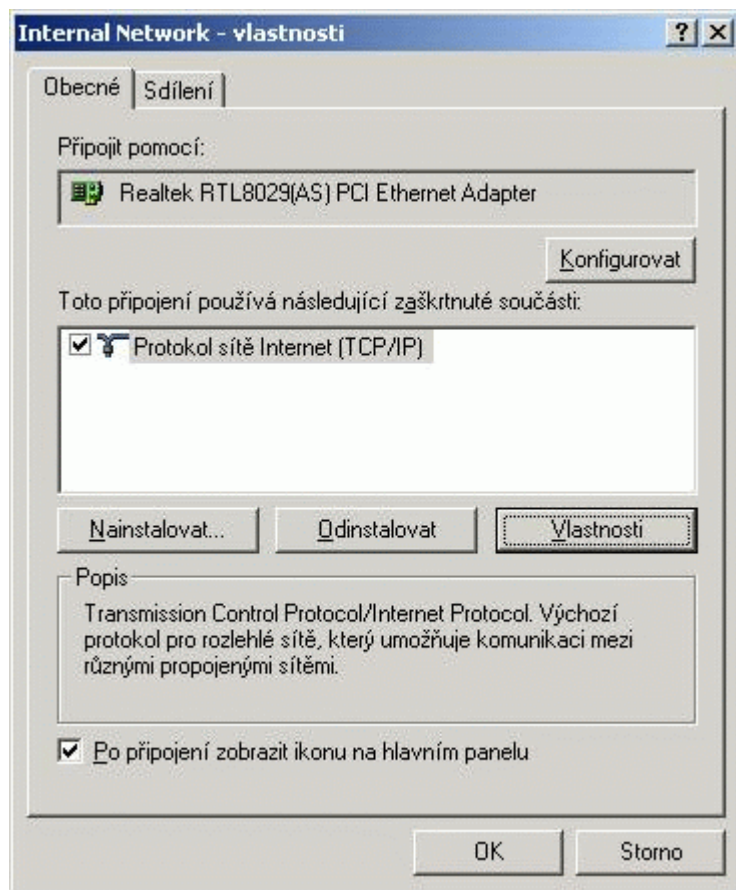 Internal Network - vlastnosti
Obecné
Sdílení
Připojit pomocí:
Realtek RTL8029(AS) PCI Ethernet Adapter
Konfigurovat
Toto připojení používá následující zaškrtnuté součásti:
Protokol sítě Internet (TCP/IP)
Nainstalovat...
Odinstalovat
Vlastnosti
Popis
Transmission Control Protocol/Internet Protocol. Výchozí
protokol pro rozlehlé sítě, který umožňuje komunikaci mezi
různými propojenými sítěmi.
Po připojení zobrazit ikonu na hlavním panelu
OK
Storno